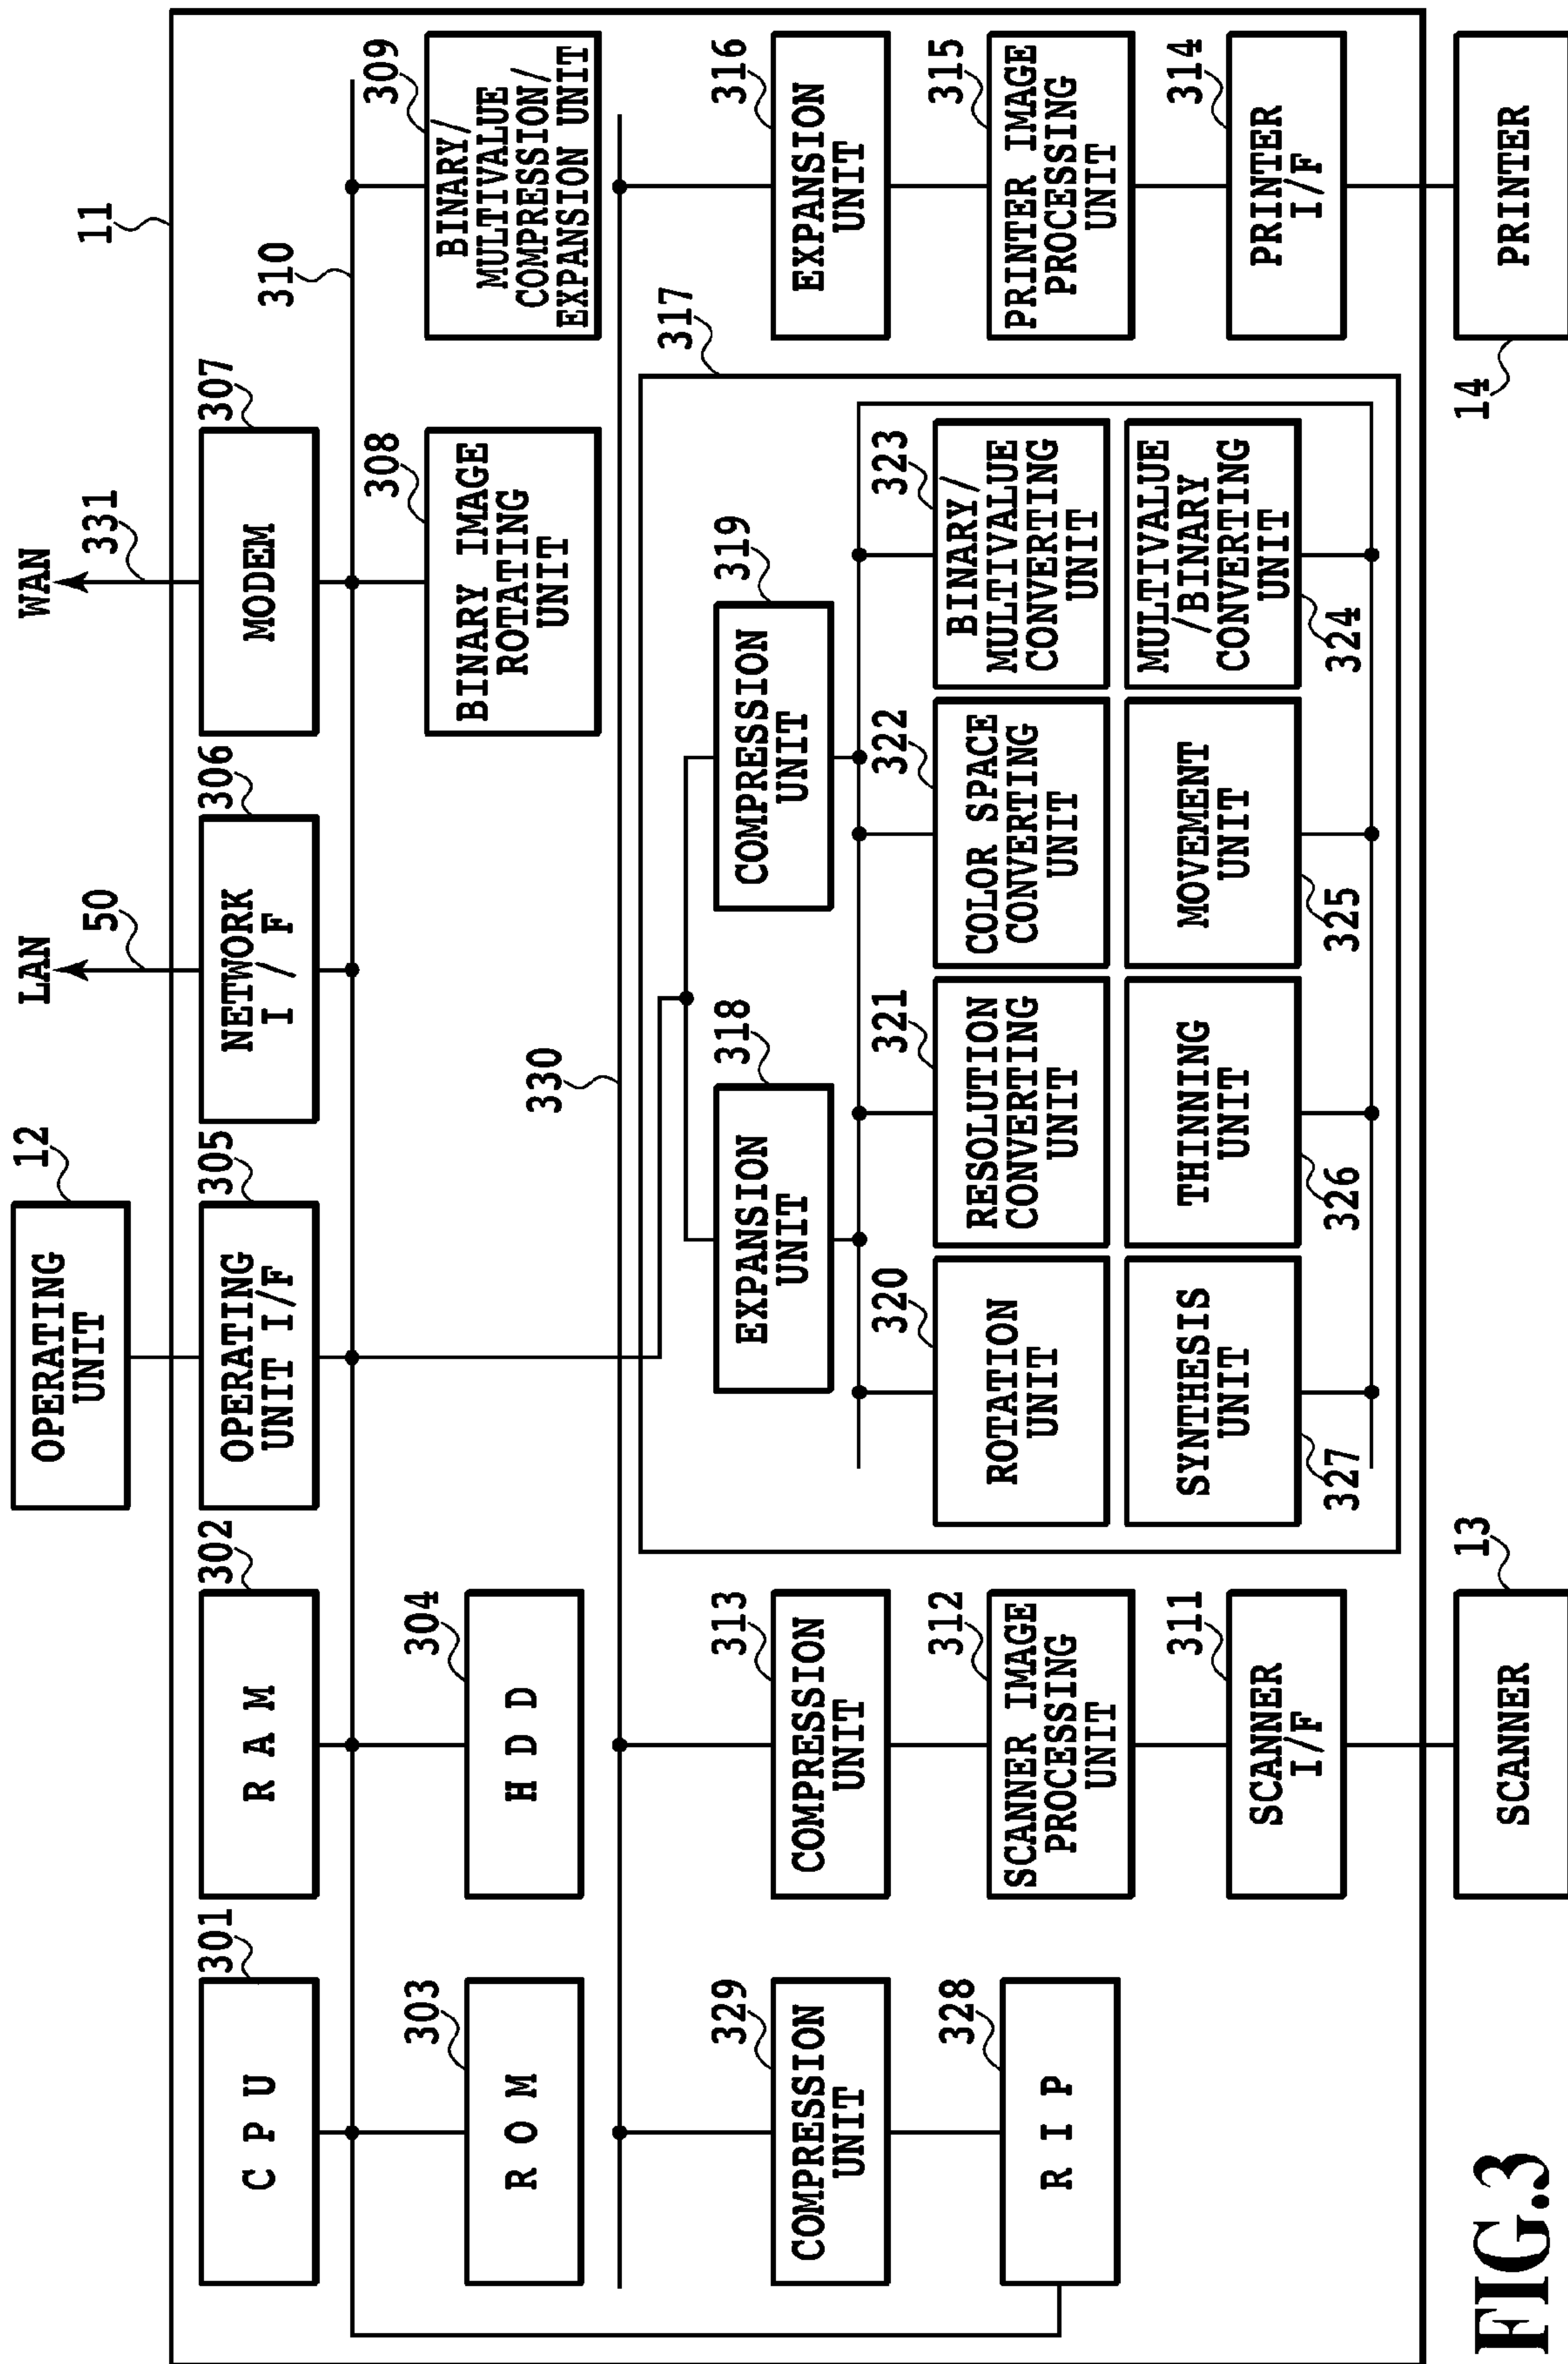 WAN
LAN
331
50
12
OPERATING
UNIT
11
301
C P U
302
R A M
305
OPERATING
UNIT I/F
306
NETWORK
I / F
307
MODEM
310
303
R O M
304
H D D
308
BINARY IMAGE
ROTATING
UNIT
309
BINARY/
MULTIVALUE
COMPRESSION/
EXPANSION UNIT
330
317
329
COMPRESSION
UNIT
313
COMPRESSION
UNIT
318
EXPANSION
UNIT
319
COMPRESSION
UNIT
316
EXPANSION
UNIT
328
R I P
312
SCANNER IMAGE
PROCESSING
UNIT
320
ROTATION
UNIT
321
RESOLUTION
CONVERTING
UNIT
322
COLOR SPACE
CONVERTING
UNIT
323
BINARY/
MULTIVALUE
CONVERTING
UNIT
315
PRINTER IMAGE
PROCESSING
UNIT
311
SCANNER
I/F
SYNTHESIS
UNIT
327
THINNING
UNIT
326
MOVEMENT
UNIT
325
MULTIVALUE
/BINARY
CONVERTING
UNIT
324
314
PRINTER
I/F
13
SCANNER
14
PRINTER
FIG.3